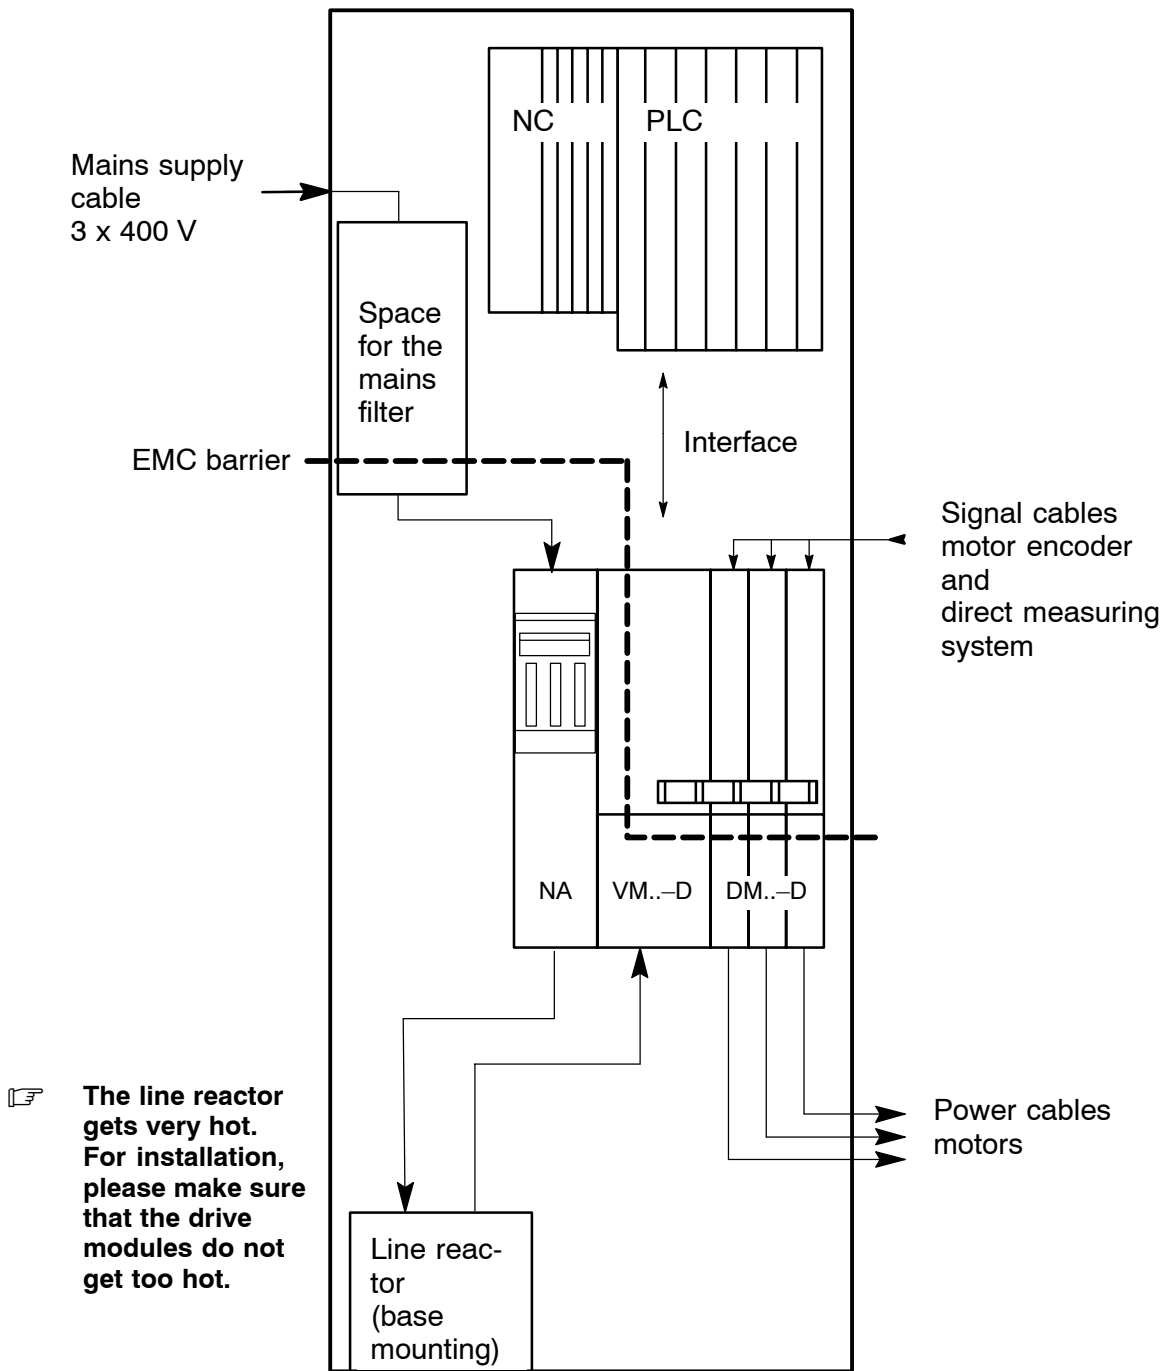 NC
PLC
Mains supply
cable
3 x 400 V
Space
for the
mains
filter
Interface
EMC barrier
Signal cables
motor encoder
and
direct measuring
system
NA
VM..–D
DM..–D
☞ The line reactor
gets very hot.
For installation,
please make sure
that the drive
modules do not
get too hot.
Power cables
motors
Line reac-
tor
(base
mounting)